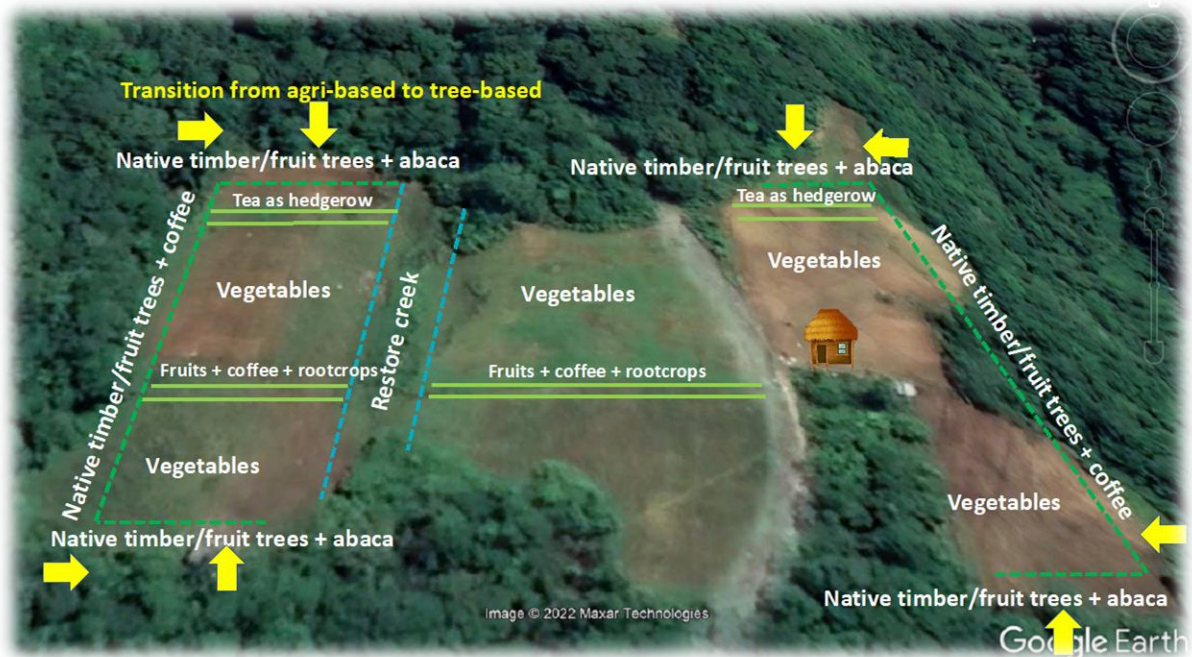 Transition from agri-based to tree-based
Native timber/fruit trees + abaca
Native timber/fruit trees + abaca
Tea as hedgerow
Tea as hedgerow
Native timber/fruit trees + coffee
Vegetables
Restore creek
Vegetables
Vegetables
Native timber/fruit trees + coffee
Fruits + coffee + rootcrops
Fruits + coffee + rootcrops
Vegetables
Vegetables
Native timber/fruit trees + abaca
Native timber/fruit trees + abaca
Image © 2022 Maxar Technologies
Google Earth